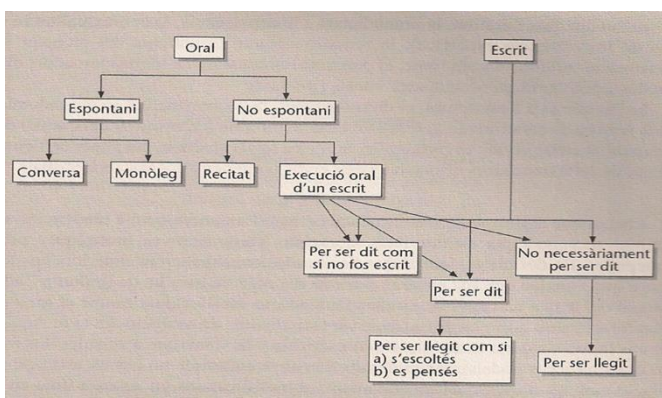 Oral
Escrit
Espontani
No espontani
Conversa
Monòleg
Recitat
Execució oral
d'un escrit
Per ser dit com
si no fos escrit
Per ser dit
No necessàriament
per ser dit
Per ser llegit com si
a) s'escoltés
b) es pensés
Per ser llegit